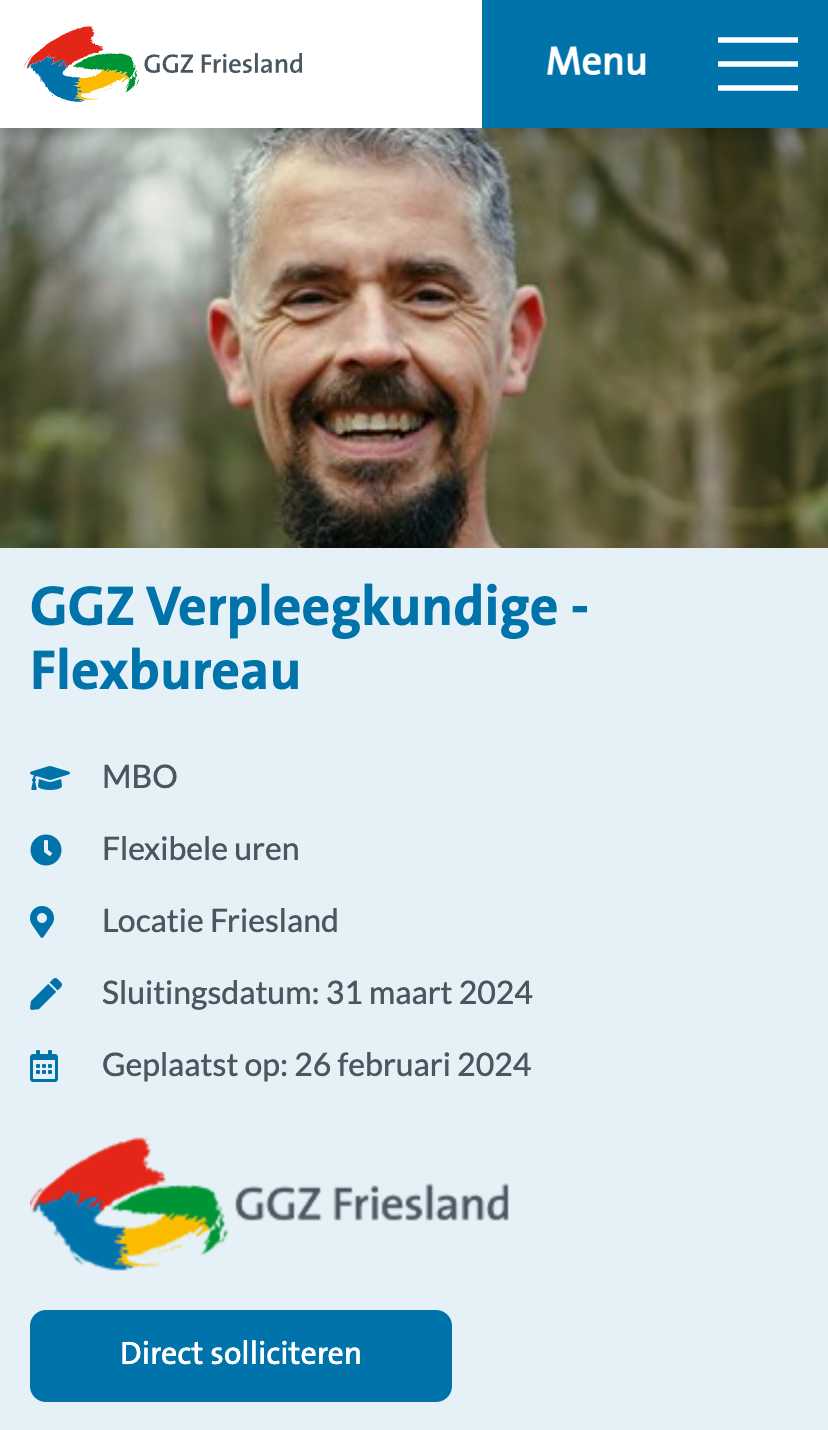 GGZ Friesland
Menu
GGZ Verpleegkundige -
Flexbureau
MBO
Flexibele uren
Locatie Friesland
Sluitingsdatum: 31 maart 2024
Geplaatst op: 26 februari 2024
GGZ Friesland
Direct solliciteren